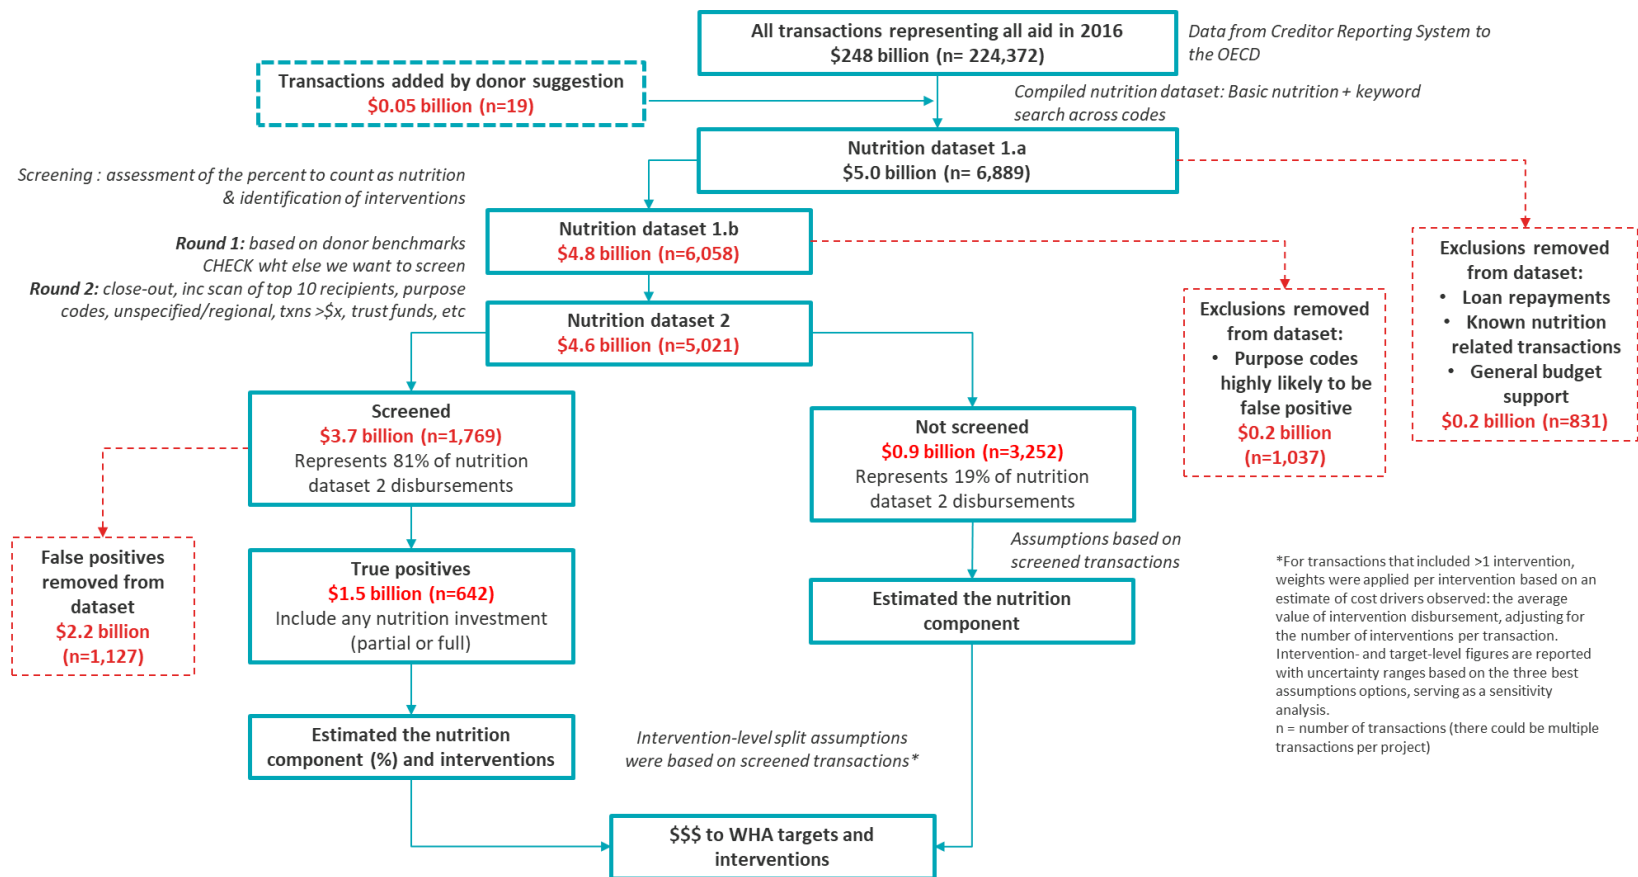 All transactions representing all aid in 2016
$248 billion (n= 224,372)
Data from Creditor Reporting System to
the OECD
Transactions added by donor suggestion
$0.05 billion (n=19)
Compiled nutrition dataset: Basic nutrition + keyword
search across codes
Nutrition dataset 1.a
$5.0 billion (n= 6,889)
Screening : assessment of the percent to count as nutrition
& identification of interventions
Round 1: based on donor benchmarks
CHECK wht else we want to screen
Round 2: close-out, inc scan of top 10 recipients, purpose
codes, unspecified/regional, txns >$x, trust funds, etc
Nutrition dataset 1.b
$4.8 billion (n=6,058)
Exclusions removed
from dataset:
• Loan repayments
• Known nutrition
related transactions
• General budget
support
$0.2 billion (n=831)
Exclusions removed
from dataset:
• Purpose codes
highly likely to be
false positive
$0.2 billion
(n=1,037)
Nutrition dataset 2
$4.6 billion (n=5,021)
Screened
$3.7 billion (n=1,769)
Represents 81% of nutrition
dataset 2 disbursements
Not screened
$0.9 billion (n=3,252)
Represents 19% of nutrition
dataset 2 disbursements
False positives
removed from
dataset
$2.2 billion
(n=1,127)
True positives
$1.5 billion (n=642)
Include any nutrition investment
(partial or full)
Assumptions based on
screened transactions
Estimated the nutrition
component
*For transactions that included >1 intervention,
weights were applied per intervention based on an
estimate of cost drivers observed: the average
value of intervention disbursement, adjusting for
the number of interventions per transaction.
Intervention- and target-level figures are reported
with uncertainty ranges based on the three best
assumptions options, serving as a sensitivity
analysis.
n = number of transactions (there could be multiple
transactions per project)
Estimated the nutrition
component (%) and interventions
Intervention-level split assumptions
were based on screened transactions*
$$$ to WHA targets and
interventions